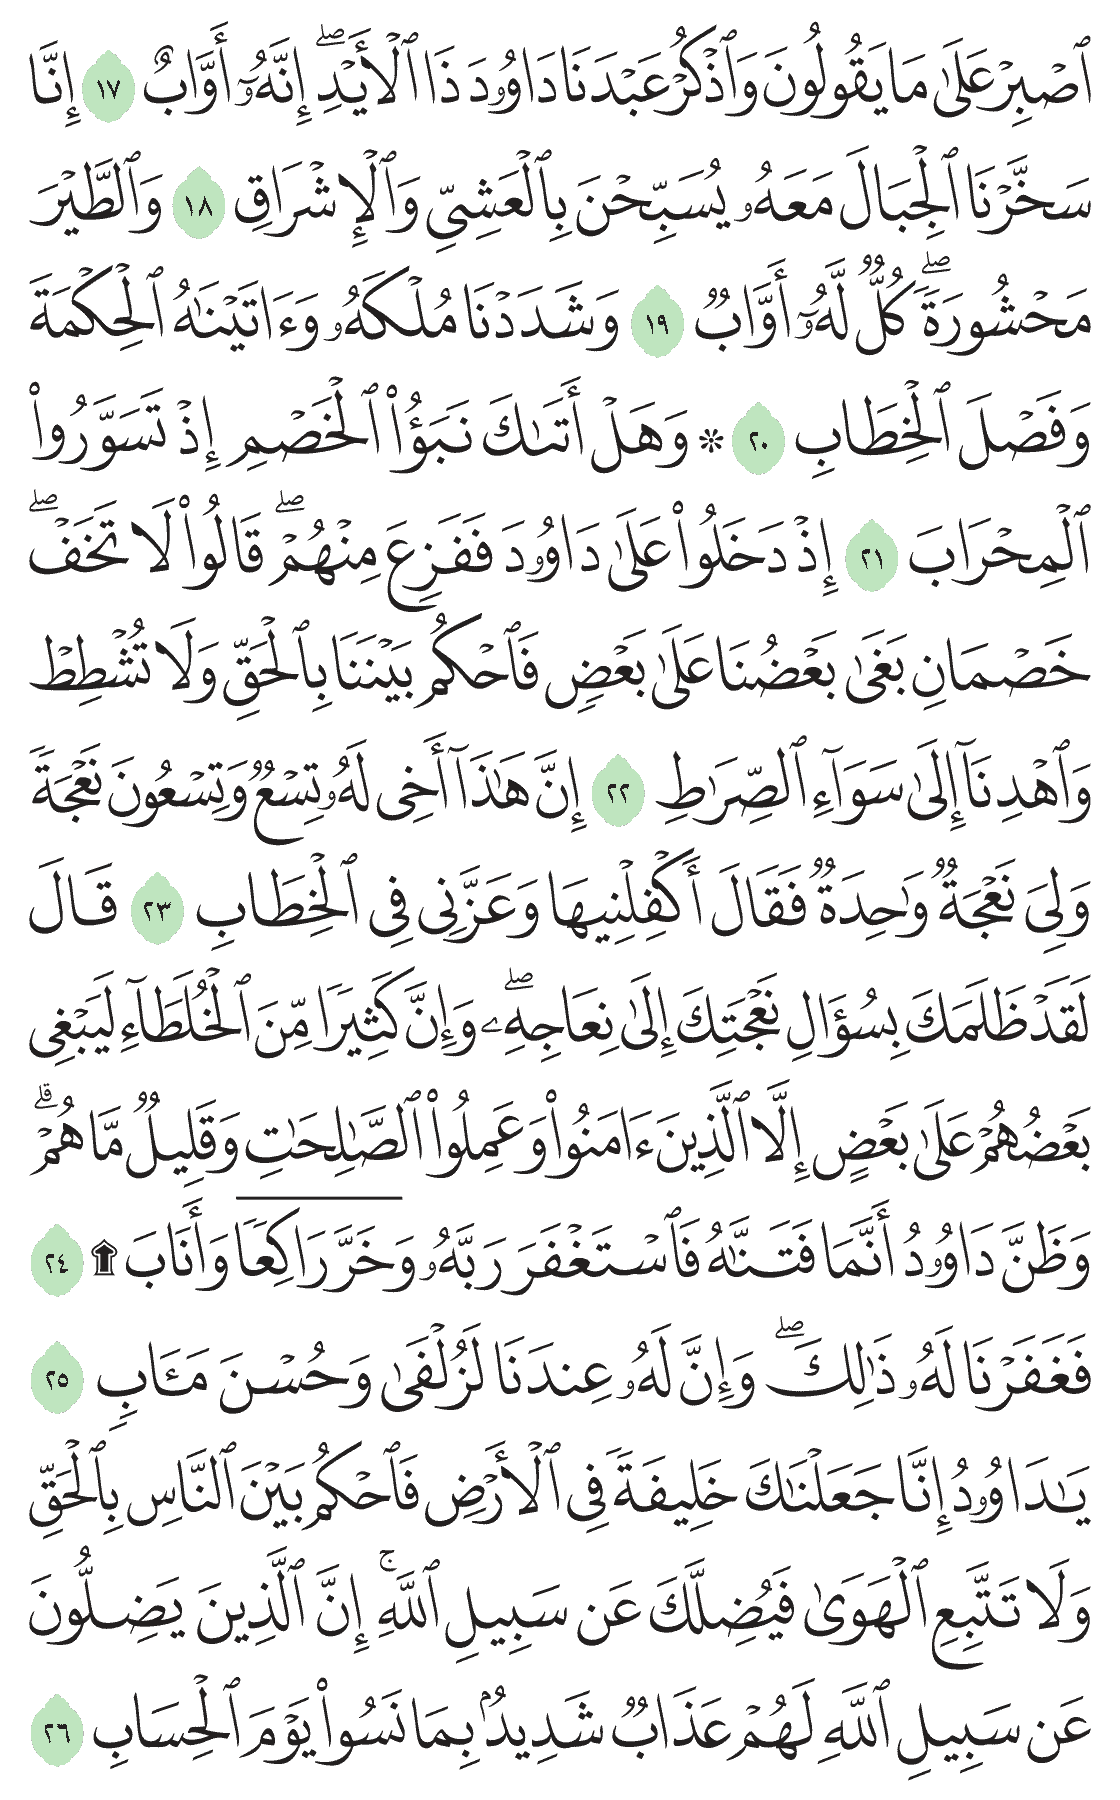 ٱصۡبِرۡ عَلَىٰ مَا يَقُولُونَ وَٱذۡكُرۡ عَبۡدَنَا دَاوُۥدَ ذَا ٱلۡأَيۡدِۖ إِنَّهُۥٓ أَوَّابٌ ١٧ إِنَّا
سَخَّرۡنَا ٱلۡجِبَالَ مَعَهُۥ يُسَبِّحۡنَ بِٱلۡعَشِيِّ وَٱلۡإِشۡرَاقِ ١٨ وَٱلطَّيۡرَ
مَحۡشُورَةٗۖ كُلّٞ لَّهُۥٓ أَوَّابٞ ١٩ وَشَدَدۡنَا مُلۡكَهُۥ وَءَاتَيۡنَٰهُ ٱلۡحِكۡمَةَ
وَفَصۡلَ ٱلۡخِطَابِ ٢٠ ۞ وَهَلۡ أَتَىٰكَ نَبَؤُاْ ٱلۡخَصۡمِ إِذۡ تَسَوَّرُواْ
ٱلۡمِحۡرَابَ ٢١ إِذۡ دَخَلُواْ عَلَىٰ دَاوُۥدَ فَفَزِعَ مِنۡهُمۡۖ قَالُواْ لَا تَخَفۡۖ
خَصۡمَانِ بَغَىٰ بَعۡضُنَا عَلَىٰ بَعۡضٖ فَٱحۡكُم بَيۡنَنَا بِٱلۡحَقِّ وَلَا تُشۡطِطۡ
وَٱهۡدِنَآ إِلَىٰ سَوَآءِ ٱلصِّرَٰطِ ٢٢ إِنَّ هَٰذَآ أَخِي لَهُۥ تِسۡعٞ وَتِسۡعُونَ نَعۡجَةٗ
وَلِيَ نَعۡجَةٞ وَٰحِدَةٞ فَقَالَ أَكۡفِلۡنِيهَا وَعَزَّنِي فِي ٱلۡخِطَابِ ٢٣ قَالَ
لَقَدۡ ظَلَمَكَ بِسُؤَالِ نَعۡجَتِكَ إِلَىٰ نِعَاجِهِۦۖ وَإِنَّ كَثِيرٗا مِّنَ ٱلۡخُلَطَآءِ لَيَبۡغِي
بَعۡضُهُمۡ عَلَىٰ بَعۡضٍ إِلَّا ٱلَّذِينَ ءَامَنُواْ وَعَمِلُواْ ٱلصَّٰلِحَٰتِ وَقَلِيلٞ مَّا هُمۡۗ
وَظَنَّ دَاوُۥدُ أَنَّمَا فَتَنَّٰهُ فَٱسۡتَغۡفَرَ رَبَّهُۥ وَخَرَّۤ رَاكِعٗاۤ وَأَنَابَ ۩ ٢٤
فَغَفَرۡنَا لَهُۥ ذَٰلِكَۖ وَإِنَّ لَهُۥ عِندَنَا لَزُلۡفَىٰ وَحُسۡنَ مَـَٔابٖ ٢٥
يَٰدَاوُۥدُ إِنَّا جَعَلۡنَٰكَ خَلِيفَةٗ فِي ٱلۡأَرۡضِ فَٱحۡكُم بَيۡنَ ٱلنَّاسِ بِٱلۡحَقِّ
وَلَا تَتَّبِعِ ٱلۡهَوَىٰ فَيُضِلَّكَ عَن سَبِيلِ ٱللَّهِۚ إِنَّ ٱلَّذِينَ يَضِلُّونَ
عَن سَبِيلِ ٱللَّهِ لَهُمۡ عَذَابٞ شَدِيدُۢ بِمَا نَسُواْ يَوۡمَ ٱلۡحِسَابِ ٢٦